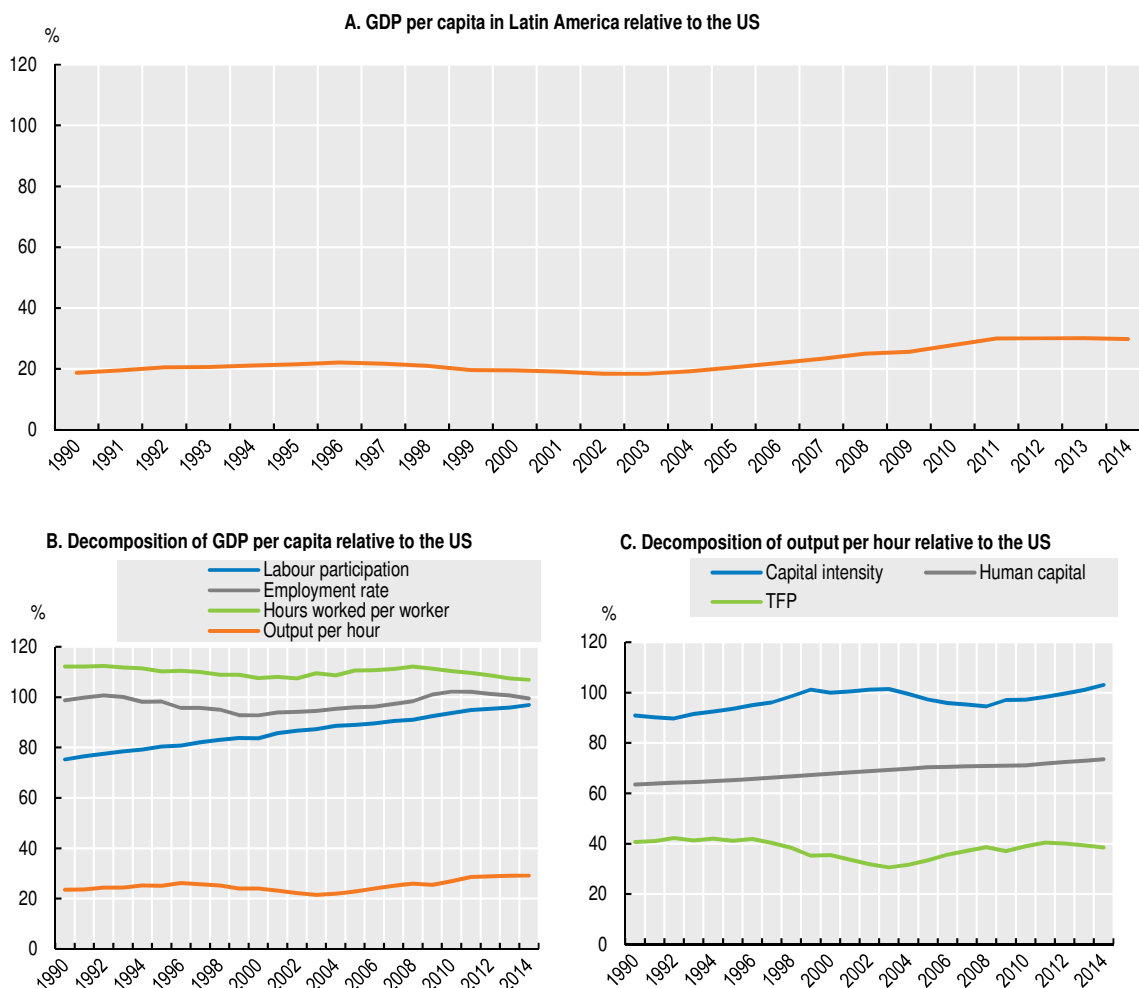 A. GDP per capita in Latin America relative to the US
%
120
100
80
60
40
20
0
1990 1991 1992 1993 1994 1995 1996 1997 1998 1999 2000 2001 2002 2003 2004 2005 2006 2007 2008 2009 2010 2011 2012 2013 2014
B. Decomposition of GDP per capita relative to the US
Labour participation
Employment rate
Hours worked per worker
Output per hour
%
120
100
80
60
40
20
0
1990 1992 1994 1996 1998 2000 2002 2004 2006 2008 2010 2012 2014
C. Decomposition of output per hour relative to the US
Capital intensity Human capital
TFP
%
120
100
80
60
40
20
0
1990 1992 1994 1996 1998 2000 2002 2004 2006 2008 2010 2012 2014